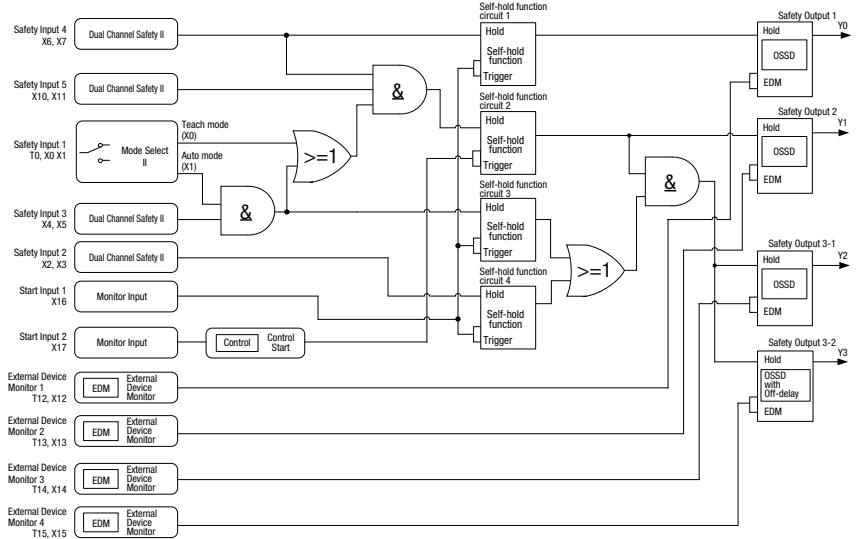 Safety Input 4
X6, X7
Dual Channel Safety II
Safety Input 5
X10, X11
Dual Channel Safety II
Safety Input 1
T0, X0 X1
Mode Select
II
Teach mode
(X0)
Auto mode
(X1)
Safety Input 3
X4, X5
Dual Channel Safety II
Safety Input 2
X2, X3
Dual Channel Safety II
Start Input 1
X16
Monitor Input
Start Input 2
X17
Monitor Input
Control
Control
Start
External Device
Monitor 1
T12, X12
EDM
External
Device
Monitor
External Device
Monitor 2
T13, X13
EDM
External
Device
Monitor
External Device
Monitor 3
T14, X14
EDM
External
Device
Monitor
External Device
Monitor 4
T15, X15
EDM
External
Device
Monitor
&
>=1
&
Self-hold function
circuit 1
Hold
Self-hold
function
Trigger
Self-hold function
circuit 2
Hold
Self-hold
function
Trigger
Self-hold function
circuit 3
Hold
Self-hold
function
Trigger
Self-hold function
circuit 4
Hold
Self-hold
function
Trigger
>=1
&
Safety Output 1
Y0
Hold
OSSD
EDM
Safety Output 2
Y1
Hold
OSSD
EDM
Safety Output 3-1
Y2
Hold
OSSD
EDM
Safety Output 3-2
Y3
Hold
OSSD
with
Off-delay
EDM